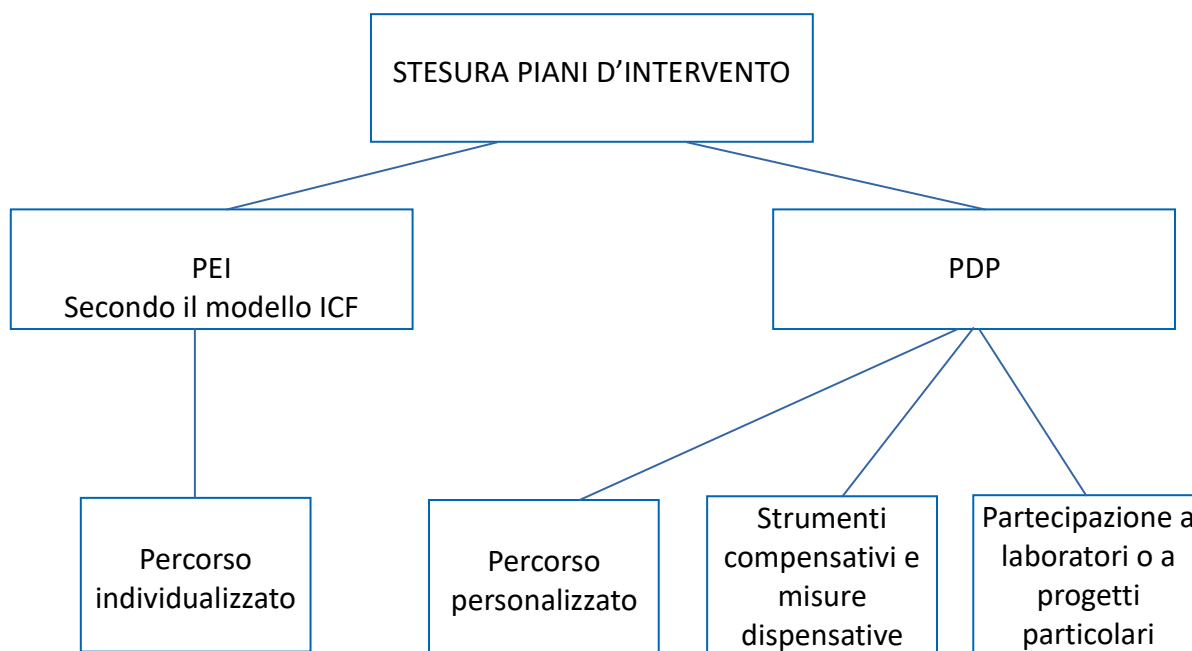 STESURA PIANI D’INTERVENTO
PEI
Secondo il modello ICF
PDP
Percorso
individualizzato
Percorso
personalizzato
Strumenti
compensativi e
misure
dispensative
Partecipazione a
laboratori o a
progetti
particolari